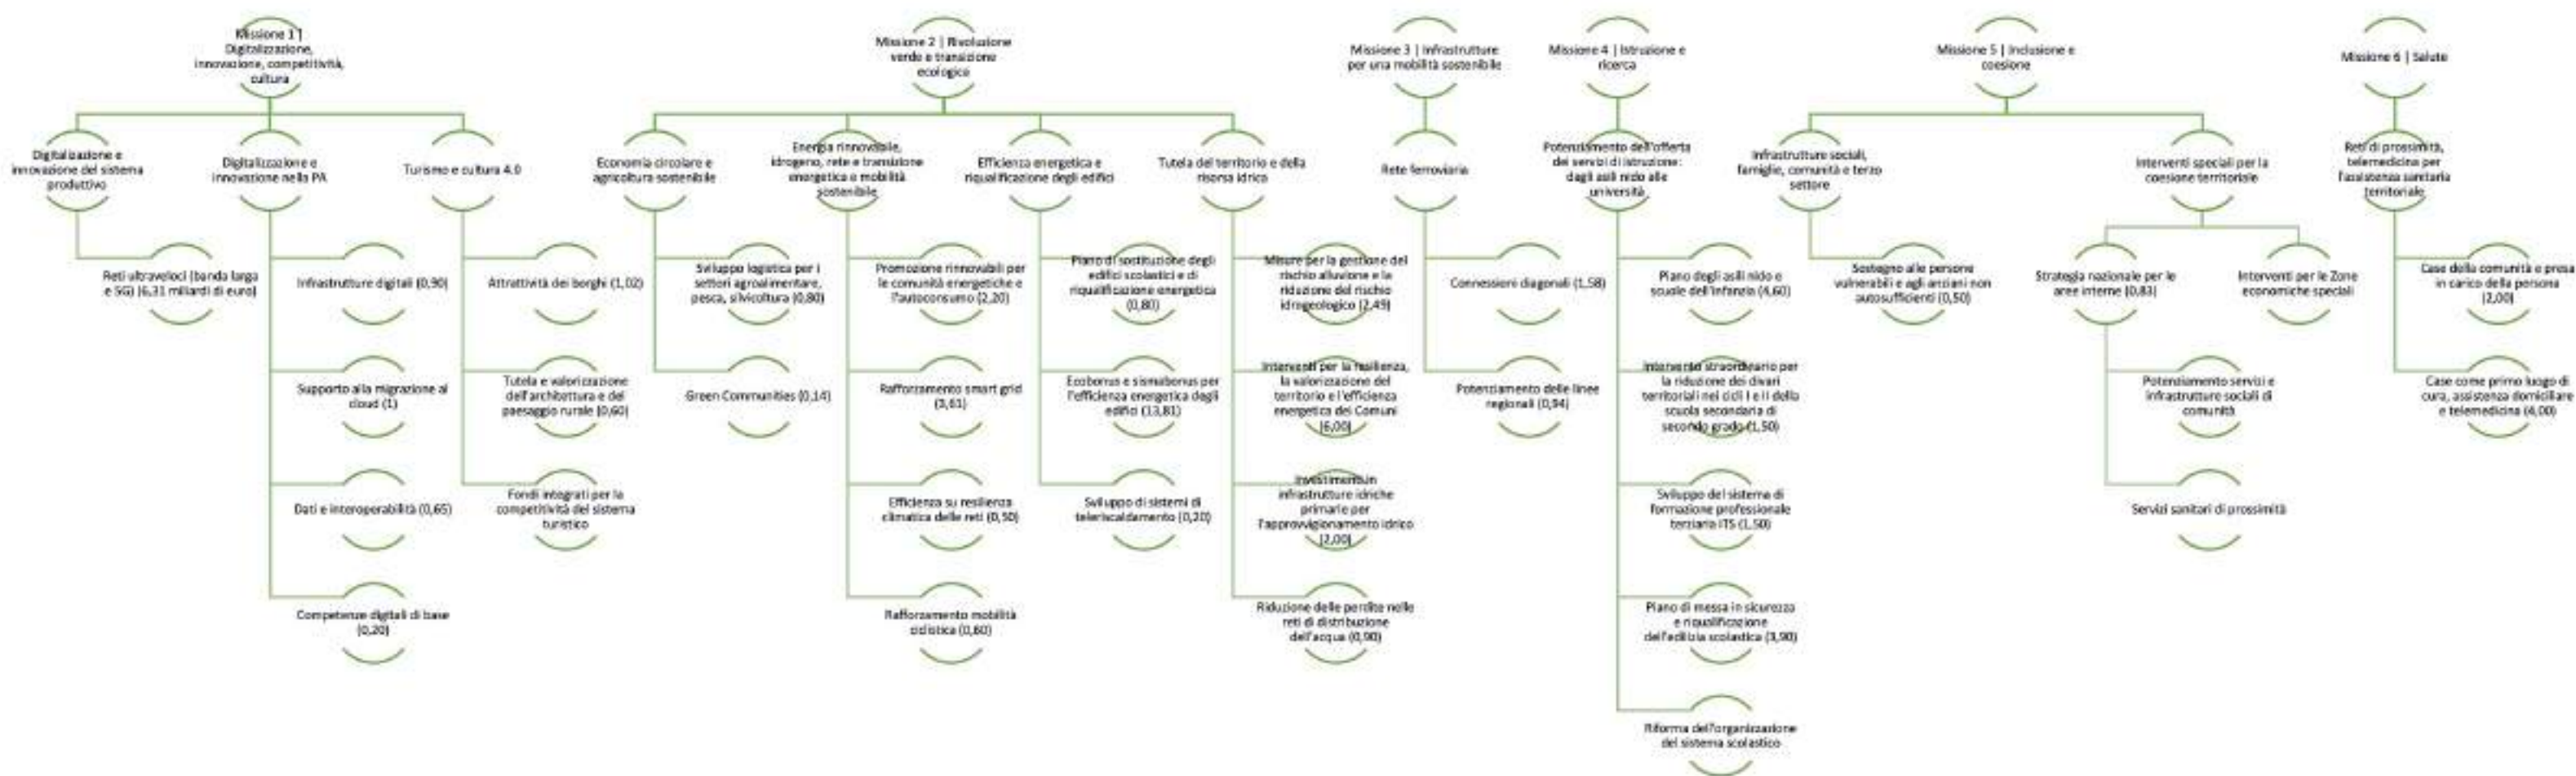 Missione 1 |
Digitalizzazione,
innovazione, competitività,
cultura
Digitalizazione e
innovazione del sistema
produttivo
Reti ultraveloci (banda larga
e 5G) (6,31 miliardi di euro)
Digitalizzazione e
innovazione nella PA
Infrastrutture digitali (0,90)
Supporto alla migrazione al
cloud (1)
Dati e interoperabilità (0,65)
Competenze digitali di base
(0,20)
Turismo e cultura 4.0
Attrattività dei borghi (1,02)
Tutela e valorizzazione
dell'architettura e del
paesaggio rurale (0,60)
Fondi integrati per la
competitività del sistema
turistico
Missione 2 | Rivoluzione
verde e transizione
ecologica
Economia circolare e
agricoltura sostenibile
Sviluppo logistica per i
settori agroalimentare,
pesca, silvicoltura (0,80)
Green Communities (0,14)
Energia rinnovabile,
idrogeno, rete e transizione
energetica e mobilità
sostenibile
Promozione rinnovabili per
le comunità energetiche e
l'autoconsumo (2,20)
Rafforzamento smart grid
(3,61)
Efficienza su resilienza
climatica delle reti (0,50)
Rafforzamento mobilità
ciclistica (0,60)
Efficienza energetica e
riqualificazione degli edifici
Piano di sostituzione degli
edifici scolastici e di
riqualificazione energetica
(0,80)
Ecobonus e sismabonus per
l'efficienza energetica degli
edifici (13,81)
Sviluppo di sistemi di
teleriscaldamento (0,20)
Tutela del territorio e della
risorsa idrica
Misure per la gestione del
rischio alluvione e la
riduzione del rischio
idrogeologico (2,49)
Interventi per la resilienza,
la valorizzazione del
territorio e l'efficienza
energetica dei Comuni
(6,00)
Investimenti in
infrastrutture idriche
primarie per
l'approvvigionamento idrico
(2,00)
Riduzione delle perdite nelle
reti di distribuzione
dell'acqua (0,90)
Missione 3 | Infrastrutture
per una mobilità sostenibile
Rete ferroviaria
Connessioni diagonali (1,58)
Potenziamento delle linee
regionali (0,94)
Missione 4 | Istruzione e
ricerca
Potenziamento dell'offerta
dei servizi di istruzione:
dagli asili nido alle
università
Piano degli asili nido e
scuole dell'infanzia (4,60)
Intervento straordinario per
la riduzione dei divari
territoriali nei cicli I e II della
scuola secondaria di
secondo grado (1,50)
Sviluppo del sistema di
formazione professionale
terziaria ITS (1,50)
Piano di messa in sicurezza
e riqualificazione
dell'edilizia scolastica (3,90)
Riforma dell'organizzazione
del sistema scolastico
Missione 5 | Inclusione e
coesione
Infrastrutture sociali,
famiglie, comunità e terzo
settore
Sostegno alle persone
vulnerabili e agli anziani non
autosufficienti (0,50)
Interventi speciali per la
coesione territoriale
Strategia nazionale per le
aree interne (0,83)
Potenziamento servizi e
infrastrutture sociali di
comunità
Servizi sanitari di prossimità
Interventi per le Zone
economiche speciali
Missione 6 | Salute
Reti di prossimità,
telemedicina per
l'assistenza sanitaria
territoriale
Case della comunità e presa
in carico della persona
(2,00)
Case come primo luogo di
cura, assistenza domiciliare
e telemedicina (4,00)